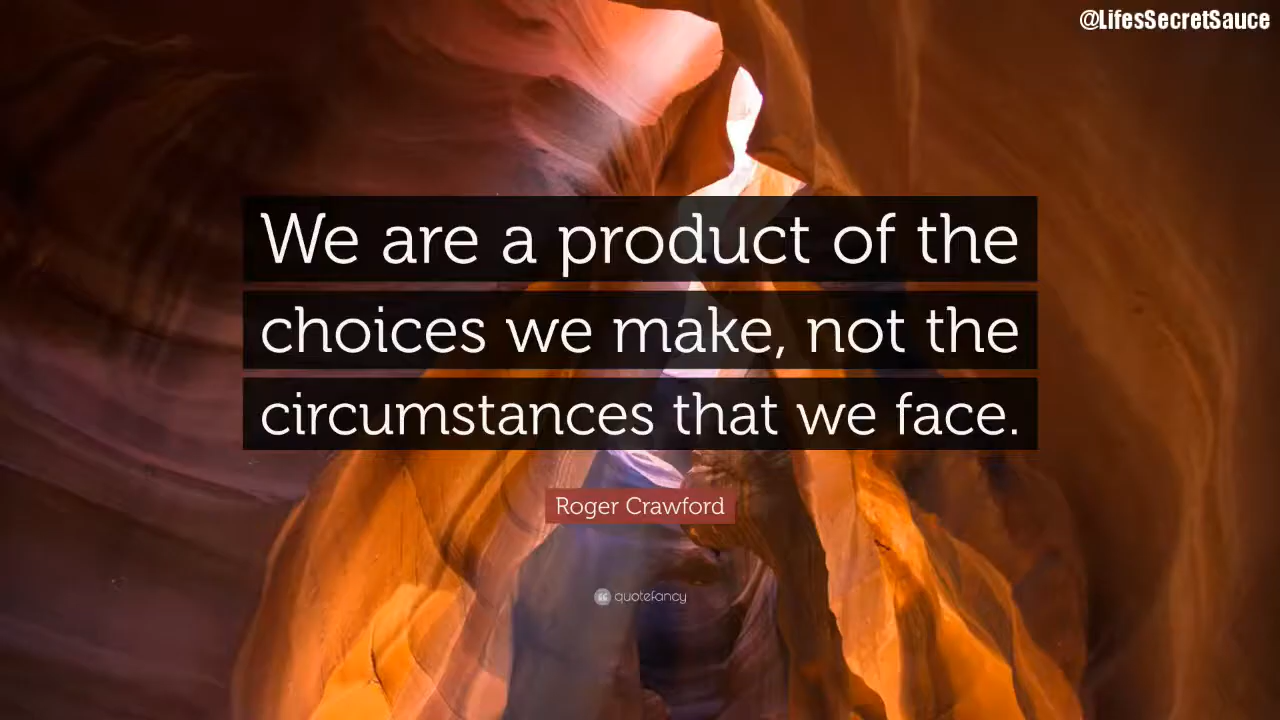 @LifesSecretSauce
We are a product of the
choices we make, not the
circumstances that we face.
Roger Crawford
quotefancy